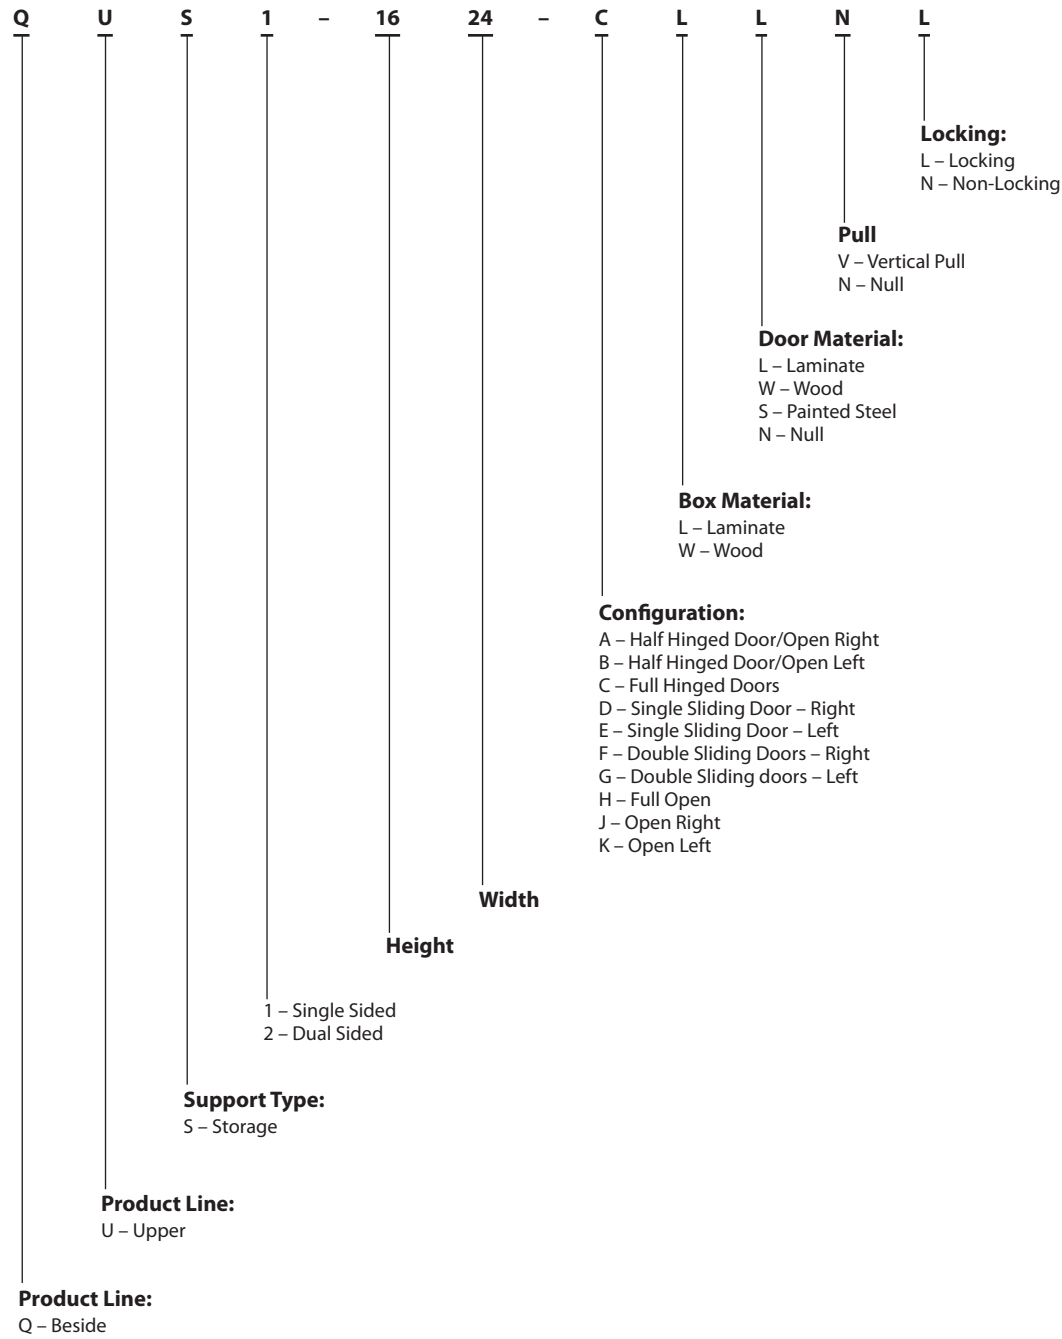 Q U S 1 – 16 24 – C L L N L
Locking:
L – Locking
N – Non-Locking
Pull
V – Vertical Pull
N – Null
Door Material:
L – Laminate
W – Wood
S – Painted Steel
N – Null
Box Material:
L – Laminate
W – Wood
Configuration:
A – Half Hinged Door/Open Right
B – Half Hinged Door/Open Left
C – Full Hinged Doors
D – Single Sliding Door – Right
E – Single Sliding Door – Left
F – Double Sliding Doors – Right
G – Double Sliding doors – Left
H – Full Open
J – Open Right
K – Open Left
Width
Height
1 – Single Sided
2 – Dual Sided
Support Type:
S – Storage
Product Line:
U – Upper
Product Line:
Q – Beside